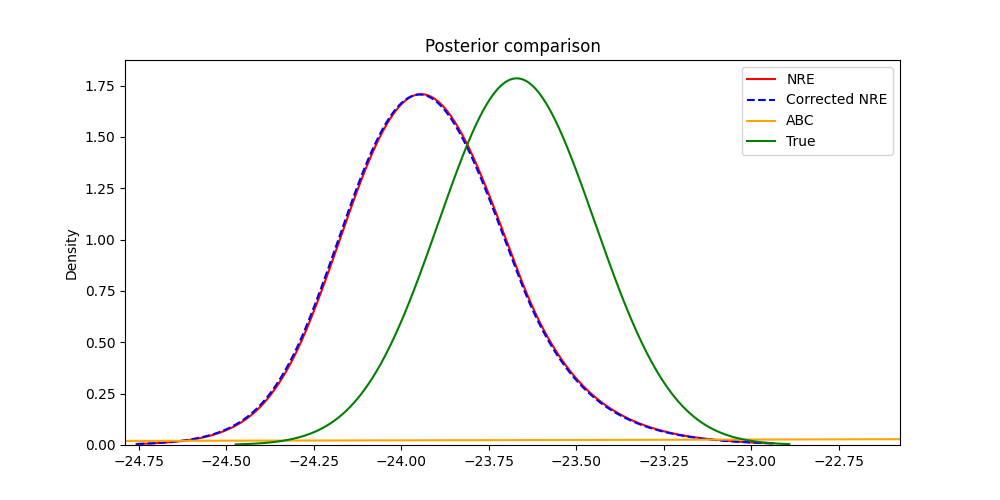 Posterior comparison
NRE
Corrected NRE
ABC
True
Density
1.75
1.50
1.25
1.00
0.75
0.50
0.25
0.00
−24.75 −24.50 −24.25 −24.00 −23.75 −23.50 −23.25 −23.00 −22.75